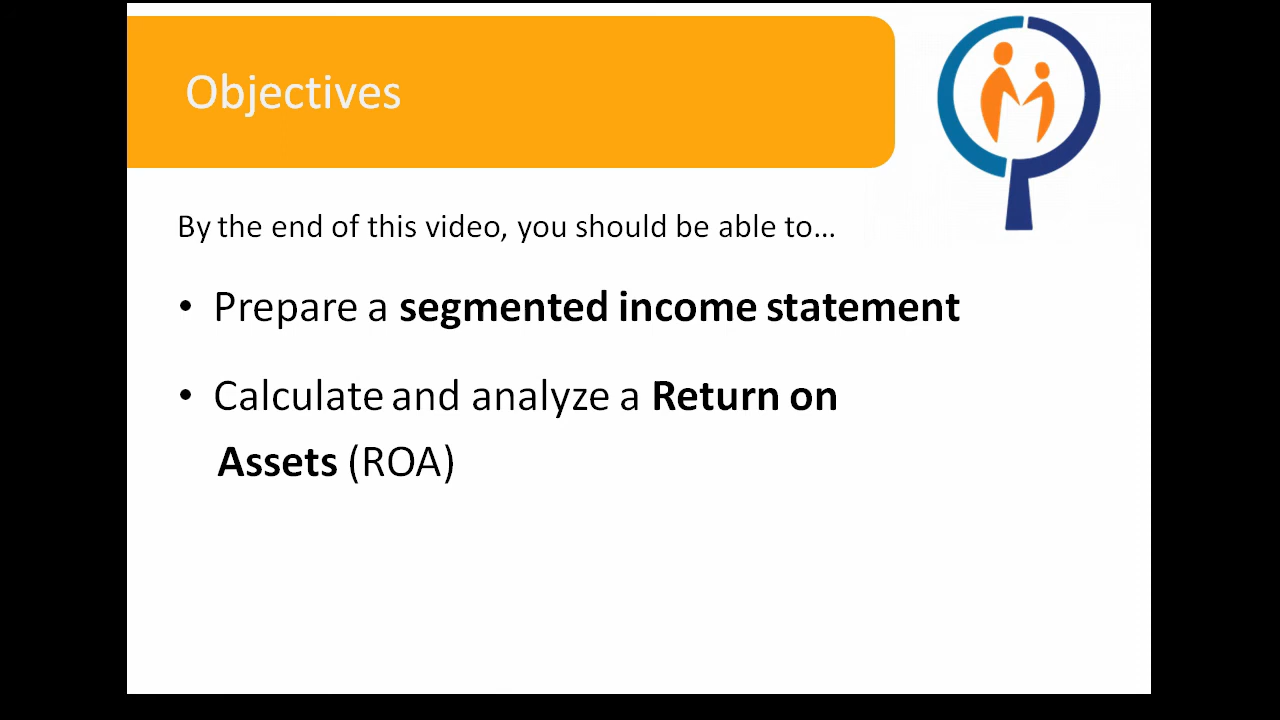 Objectives
By the end of this video, you should be able to...
• Prepare a segmented income statement
• Calculate and analyze a Return on
Assets (ROA)